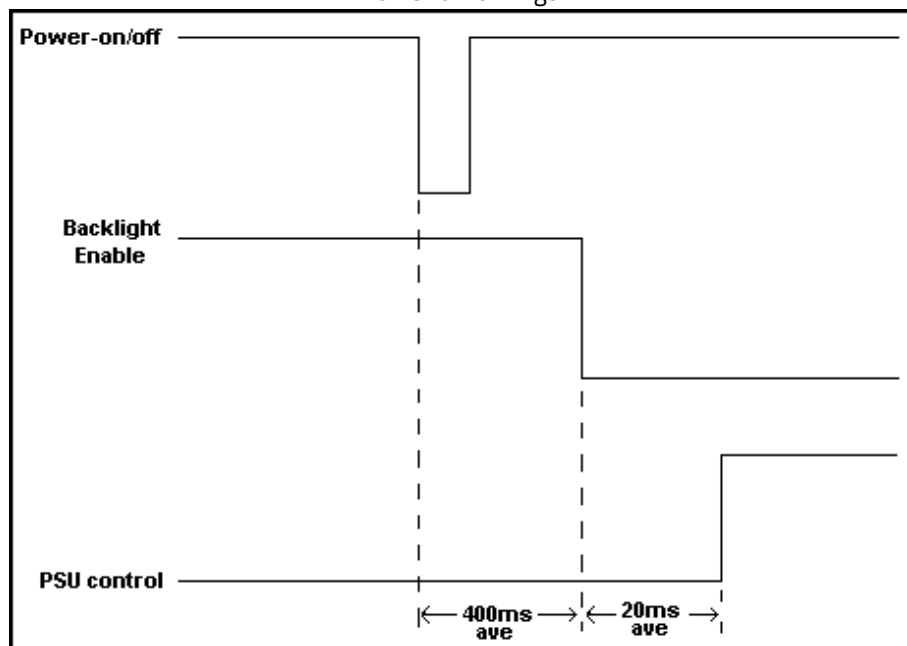 Power-on/off
Backlight
Enable
PSU control
400ms
ave
20ms
ave